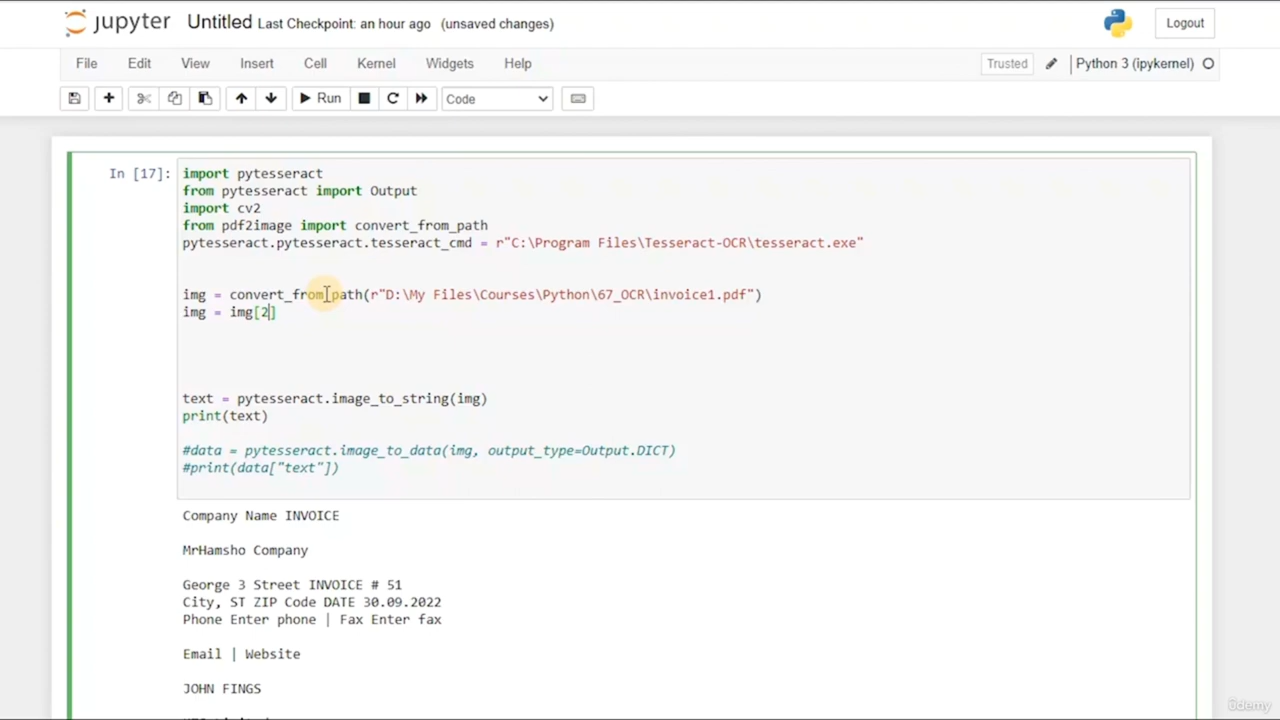 jupyter Untitled Last Checkpoint: an hour ago (unsaved changes) Logout
File Edit View Insert Cell Kernel Widgets Help Trusted Python 3 (ipykernel)
Run Code
In [17]:
import pytesseract
from pytesseract import Output
import cv2
from pdf2image import convert_from_path
pytesseract.pytesseract.tesseract_cmd = r"C:\Program Files\Tesseract-OCR\tesseract.exe"
img = convert_from_path(r"D:\My Files\Courses\Python\67_OCR\invoice1.pdf")
img = img[2]
text = pytesseract.image_to_string(img)
print(text)
#data = pytesseract.image_to_data(img, output_type=Output.DICT)
#print(data["text"])
Company Name INVOICE
MrHamsho Company
George 3 Street INVOICE # 51
City, ST ZIP Code DATE 30.09.2022
Phone Enter phone | Fax Enter fax
Email | Website
JOHN FINGS
ûdemy